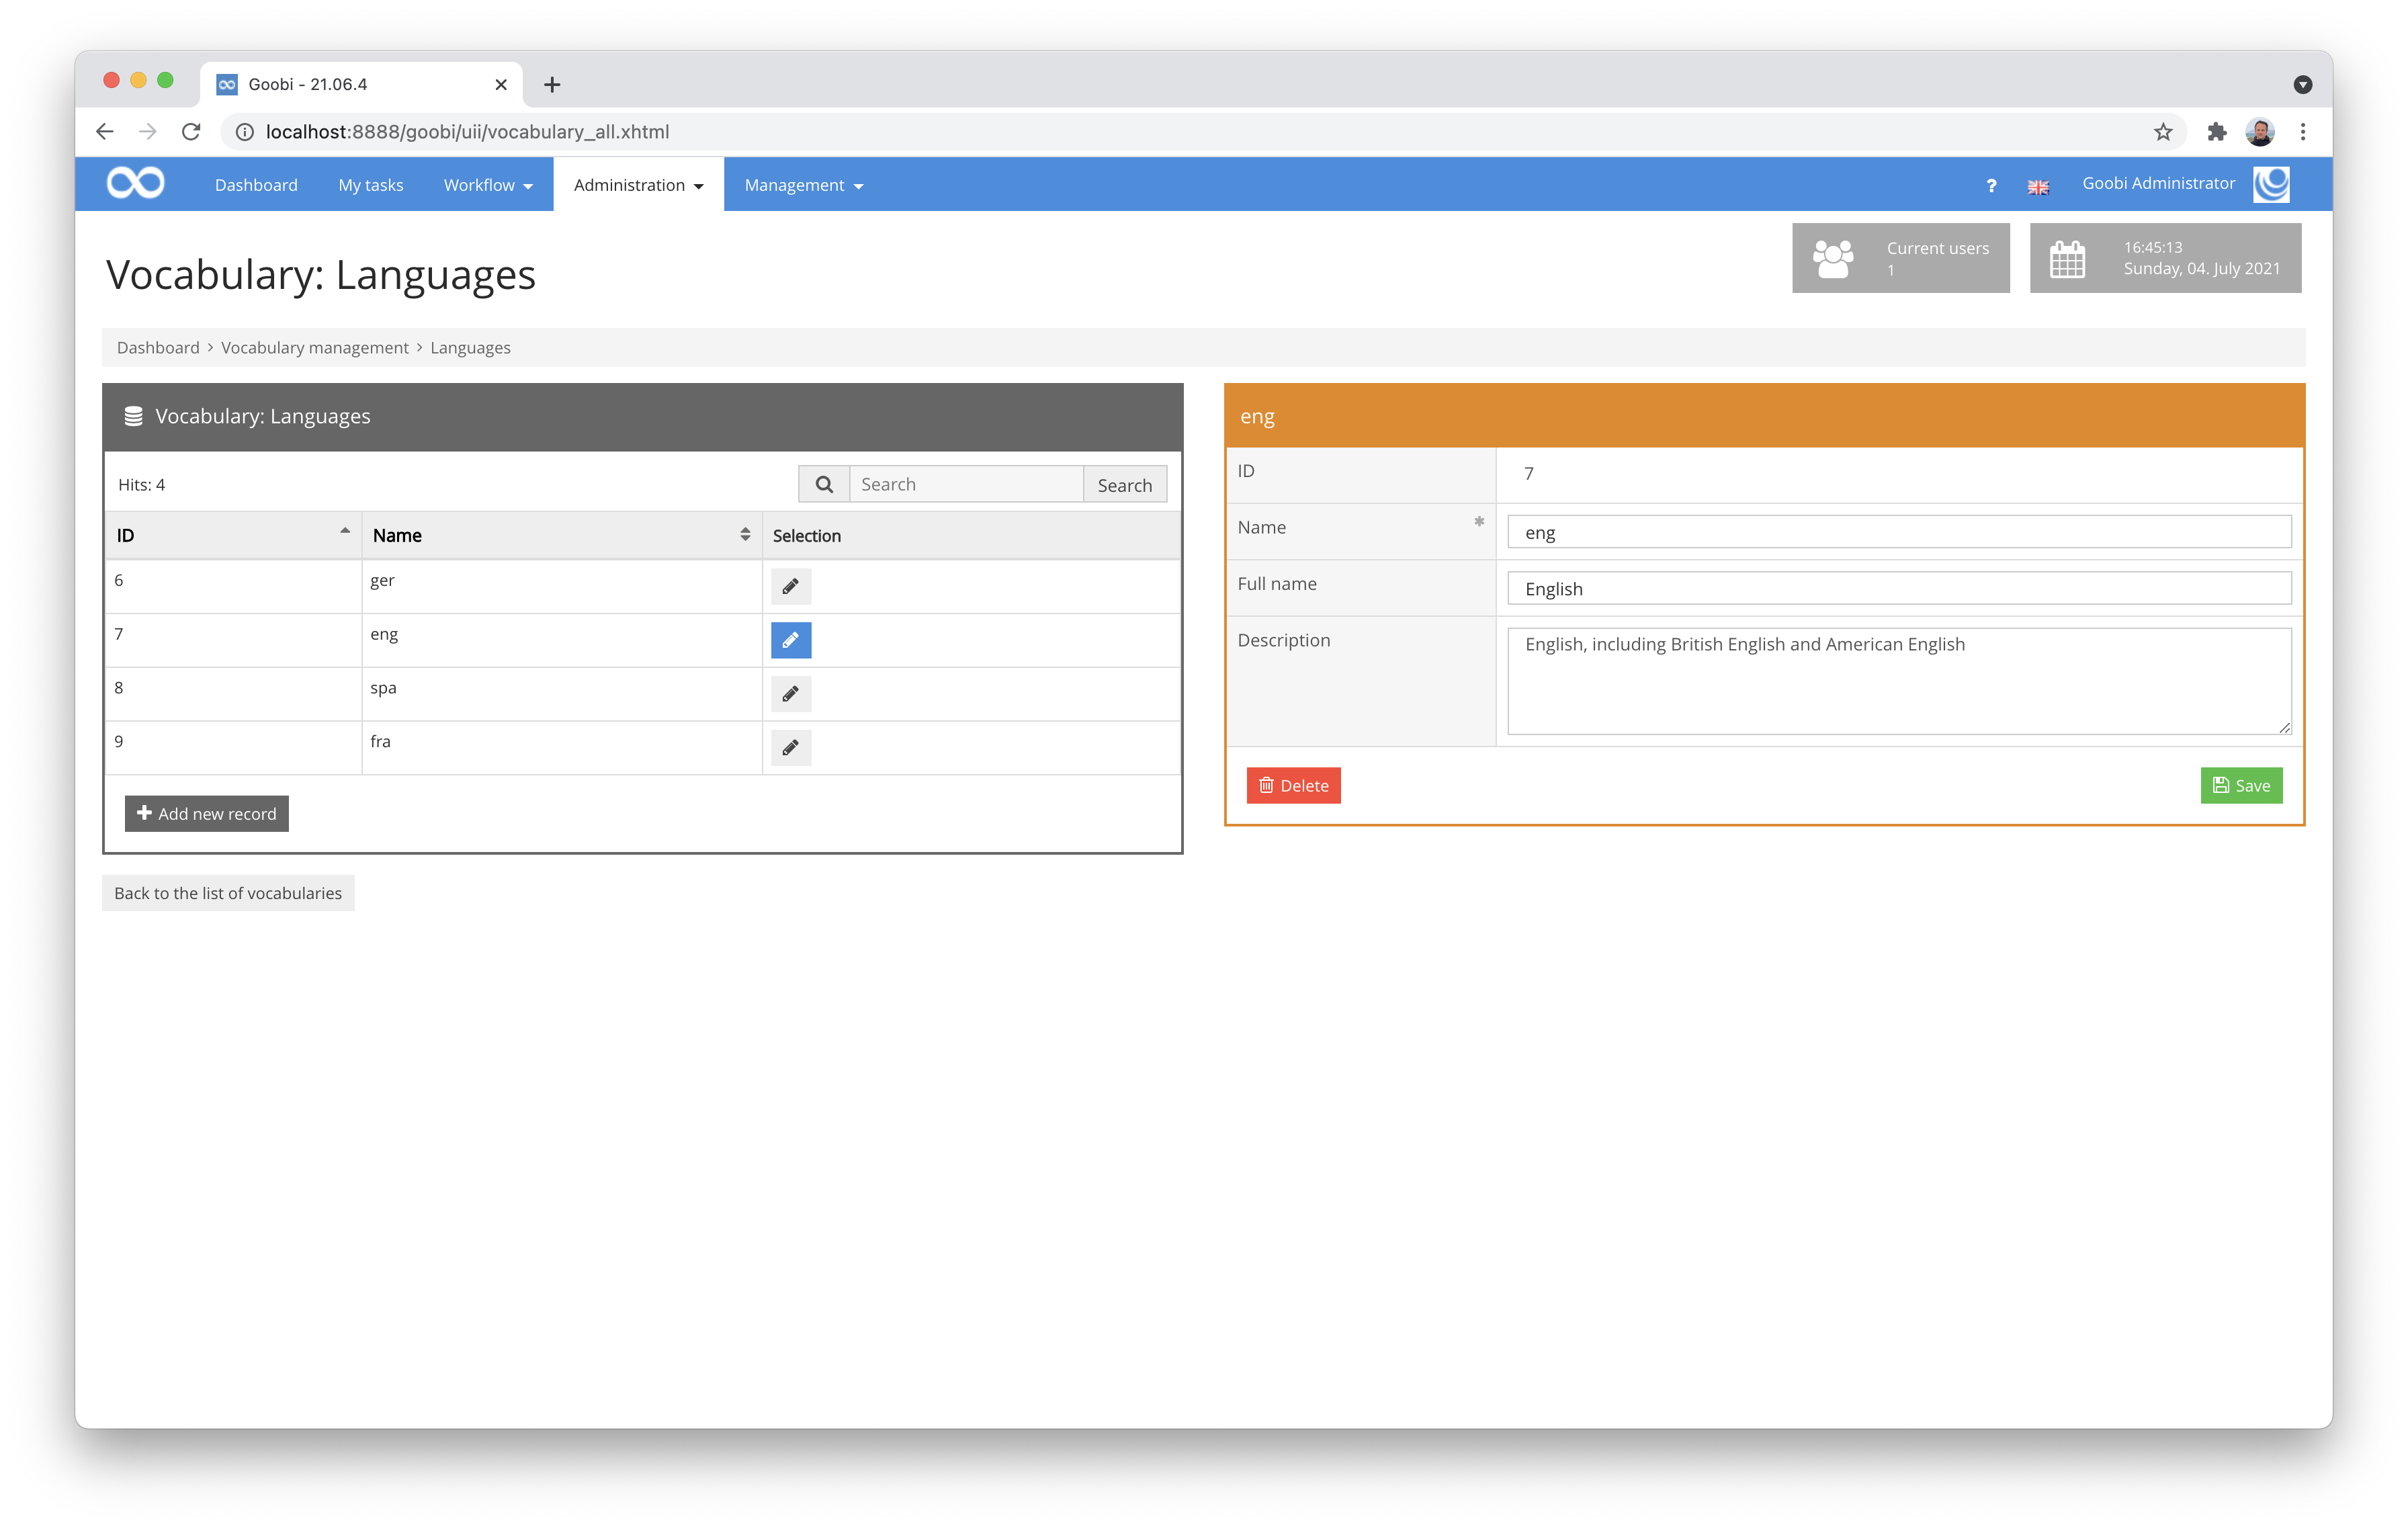 Goobi - 21.06.4
localhost:8888/goobi/uii/vocabulary_all.xhtml
Dashboard My tasks Workflow Administration Management ? Goobi Administrator
Vocabulary: Languages
Current users
1
16:45:13
Sunday, 04. July 2021
Dashboard > Vocabulary management > Languages
Vocabulary: Languages
Hits: 4 Search Search
ID Name Selection
6 ger
7 eng
8 spa
9 fra
Add new record
Back to the list of vocabularies
eng
ID 7
Name * eng
Full name English
Description English, including British English and American English
Delete Save